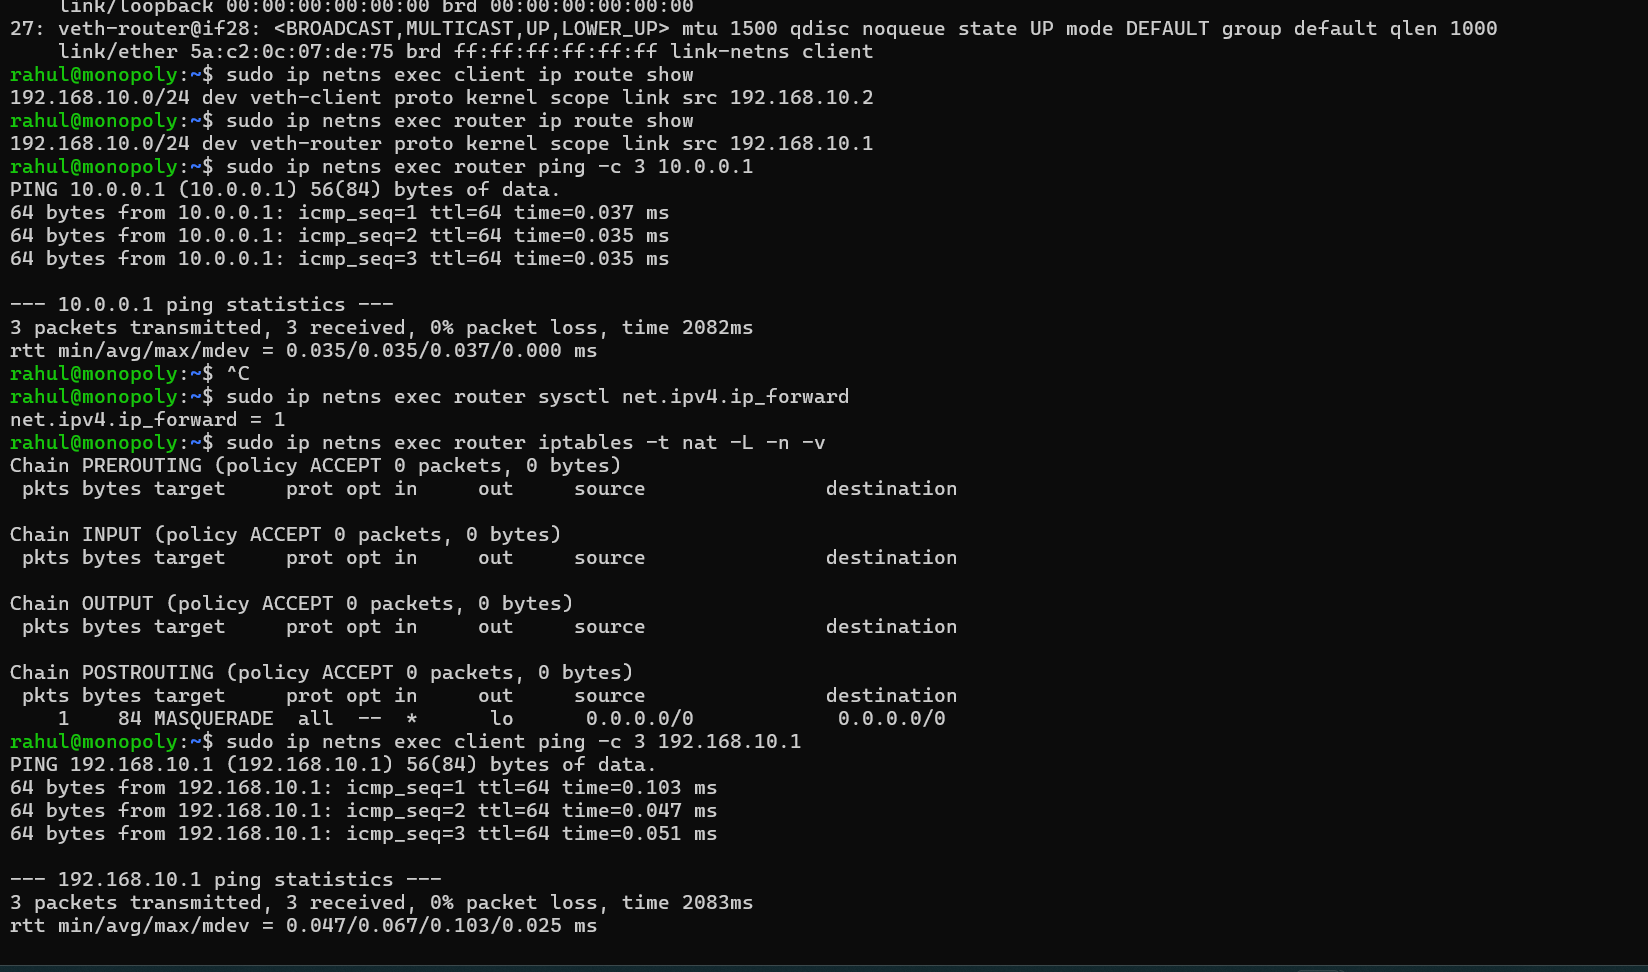 link/loopback 00:00:00:00:00:00 brd 00:00:00:00:00:00
27: veth-router@if28: <BROADCAST,MULTICAST,UP,LOWER_UP> mtu 1500 qdisc noqueue state UP mode DEFAULT group default qlen 1000
    link/ether 5a:c2:0c:07:de:75 brd ff:ff:ff:ff:ff:ff link-netns client
rahul@monopoly:~$ sudo ip netns exec client ip route show
192.168.10.0/24 dev veth-client proto kernel scope link src 192.168.10.2
rahul@monopoly:~$ sudo ip netns exec router ip route show
192.168.10.0/24 dev veth-router proto kernel scope link src 192.168.10.1
rahul@monopoly:~$ sudo ip netns exec router ping -c 3 10.0.0.1
PING 10.0.0.1 (10.0.0.1) 56(84) bytes of data.
64 bytes from 10.0.0.1: icmp_seq=1 ttl=64 time=0.037 ms
64 bytes from 10.0.0.1: icmp_seq=2 ttl=64 time=0.035 ms
64 bytes from 10.0.0.1: icmp_seq=3 ttl=64 time=0.035 ms

--- 10.0.0.1 ping statistics ---
3 packets transmitted, 3 received, 0% packet loss, time 2082ms
rtt min/avg/max/mdev = 0.035/0.035/0.037/0.000 ms
rahul@monopoly:~$ ^C
rahul@monopoly:~$ sudo ip netns exec router sysctl net.ipv4.ip_forward
net.ipv4.ip_forward = 1
rahul@monopoly:~$ sudo ip netns exec router iptables -t nat -L -n -v
Chain PREROUTING (policy ACCEPT 0 packets, 0 bytes)
 pkts bytes target     prot opt in     out     source               destination

Chain INPUT (policy ACCEPT 0 packets, 0 bytes)
 pkts bytes target     prot opt in     out     source               destination

Chain OUTPUT (policy ACCEPT 0 packets, 0 bytes)
 pkts bytes target     prot opt in     out     source               destination

Chain POSTROUTING (policy ACCEPT 0 packets, 0 bytes)
 pkts bytes target     prot opt in     out     source               destination
    1    84 MASQUERADE  all  --  *      lo      0.0.0.0/0            0.0.0.0/0
rahul@monopoly:~$ sudo ip netns exec client ping -c 3 192.168.10.1
PING 192.168.10.1 (192.168.10.1) 56(84) bytes of data.
64 bytes from 192.168.10.1: icmp_seq=1 ttl=64 time=0.103 ms
64 bytes from 192.168.10.1: icmp_seq=2 ttl=64 time=0.047 ms
64 bytes from 192.168.10.1: icmp_seq=3 ttl=64 time=0.051 ms

--- 192.168.10.1 ping statistics ---
3 packets transmitted, 3 received, 0% packet loss, time 2083ms
rtt min/avg/max/mdev = 0.047/0.067/0.103/0.025 ms